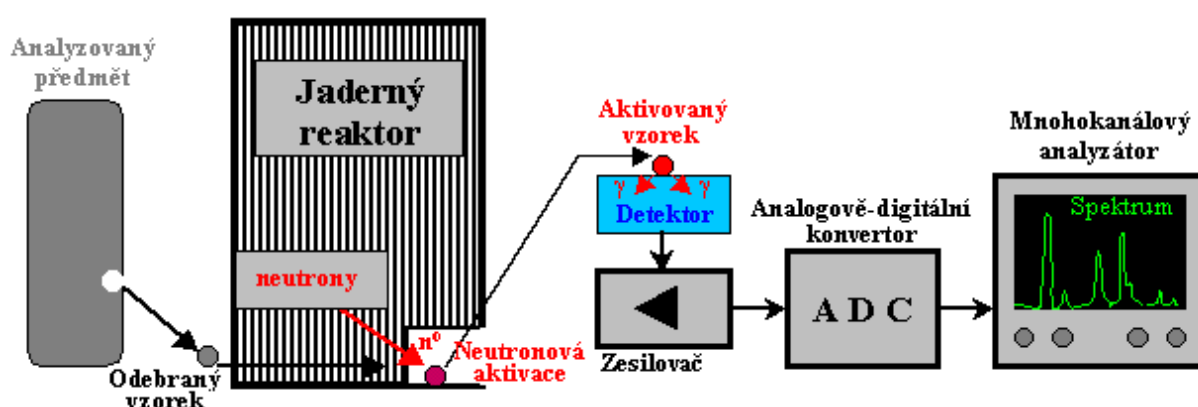 Analyzovaný
předmět
Odebraný
vzorek
Jaderný
reaktor
neutrony
n⁰
Neutronová
aktivace
Aktivovaný
vzorek
γ γ
Detektor
Zesilovač
Analogově-digitální
konvertor
A D C
Mnohokanálový
analyzátor
Spektrum